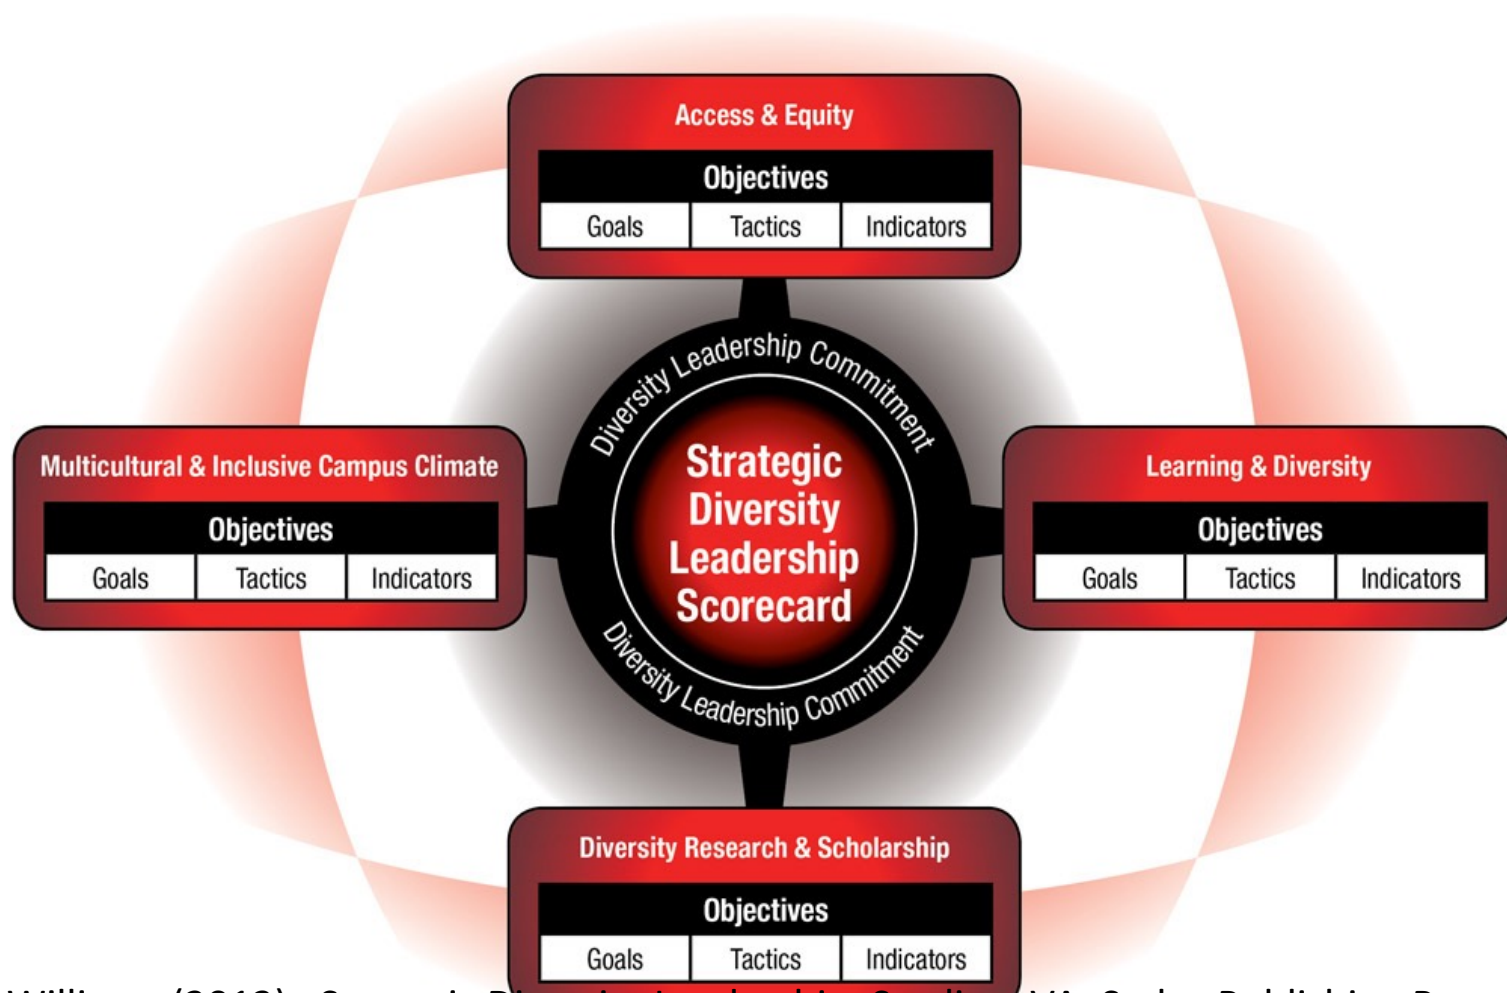 Access & Equity
Objectives
Goals Tactics Indicators
Diversity Leadership Commitment
Multicultural & Inclusive Campus Climate
Objectives
Goals Tactics Indicators
Strategic
Diversity
Leadership
Scorecard
Learning & Diversity
Objectives
Goals Tactics Indicators
Diversity Leadership Commitment
Diversity Research & Scholarship
Objectives
Goals Tactics Indicators